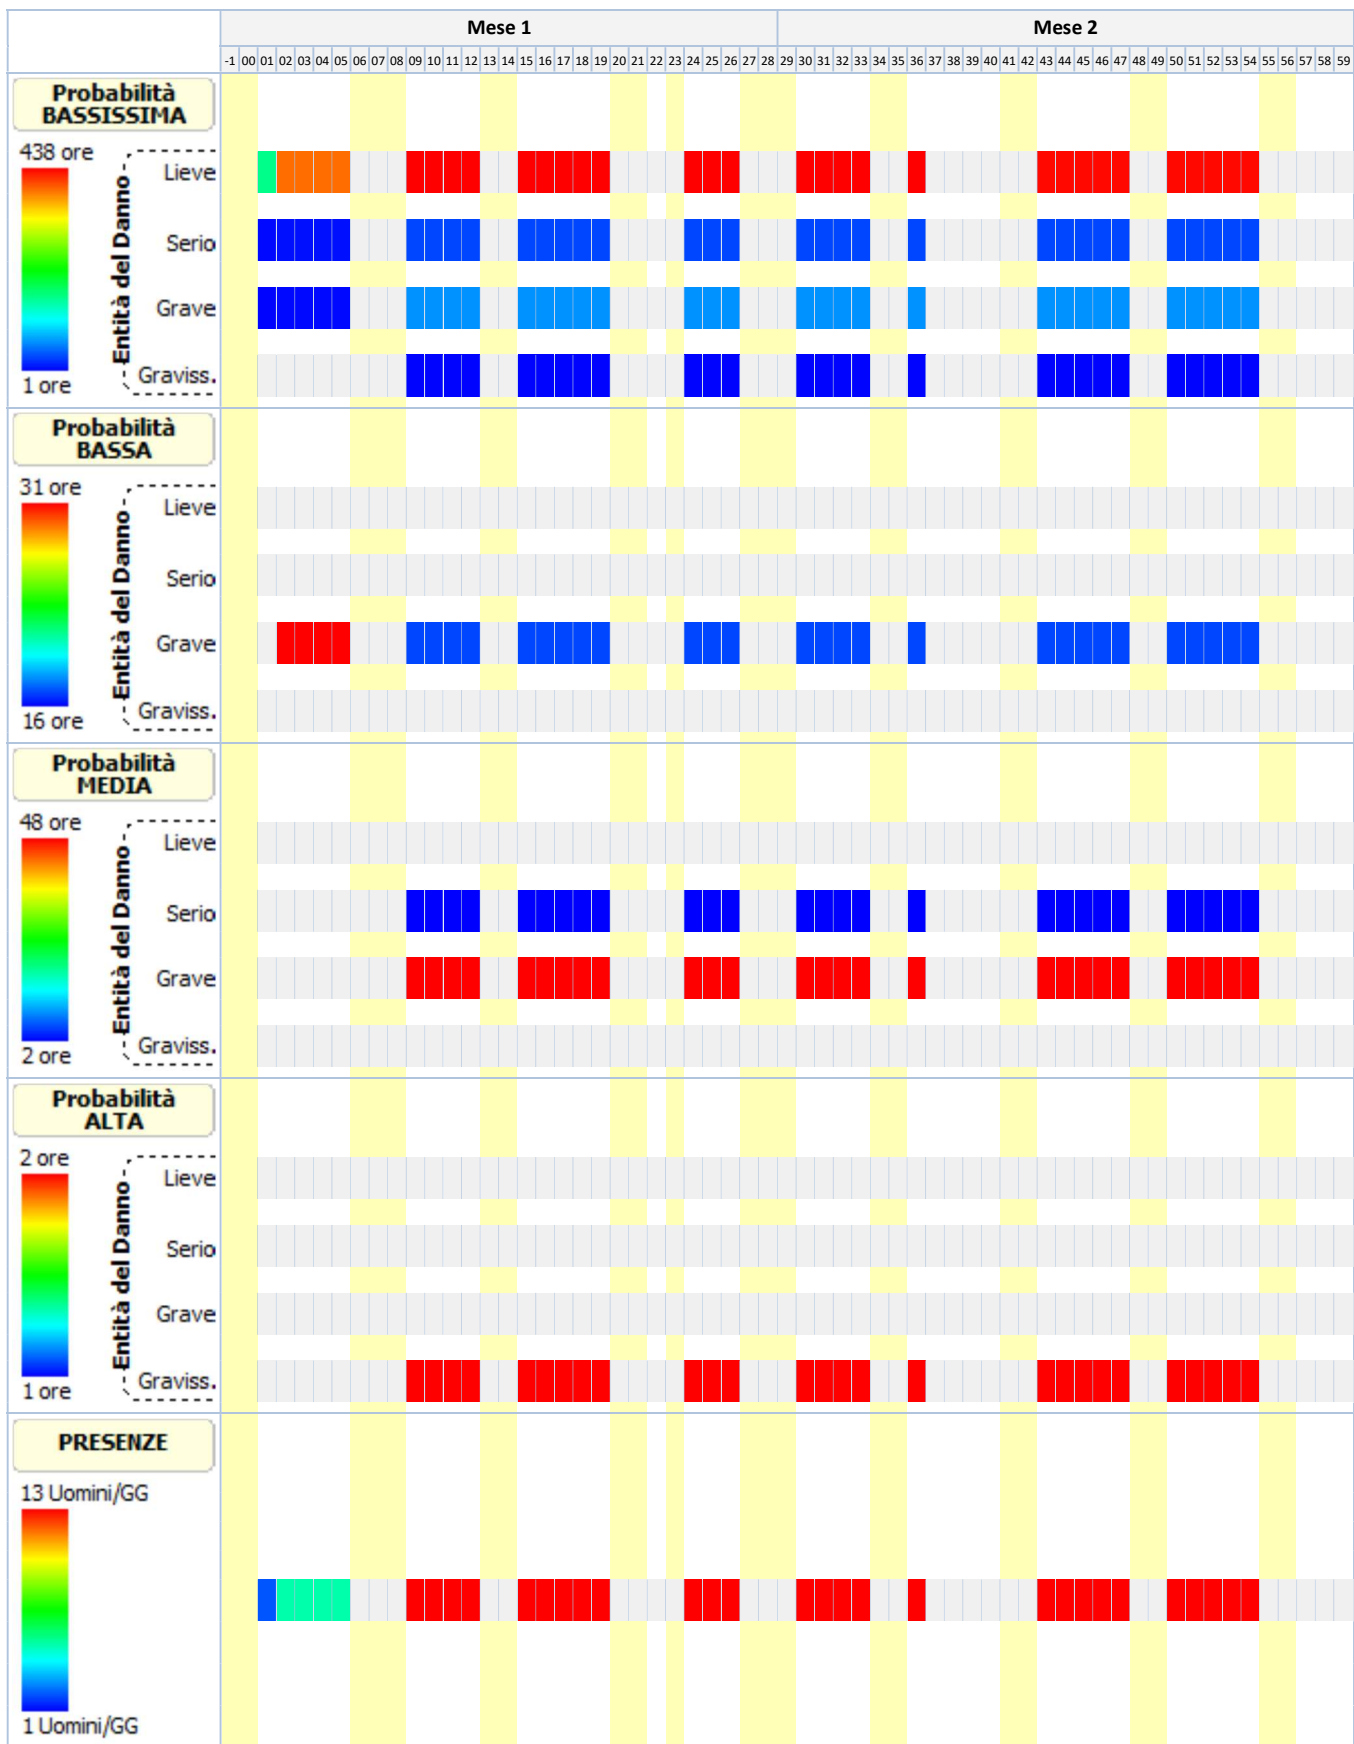 Mese 1 Mese 2
-1 00 01 02 03 04 05 06 07 08 09 10 11 12 13 14 15 16 17 18 19 20 21 22 23 24 25 26 27 28 29 30 31 32 33 34 35 36 37 38 39 40 41 42 43 44 45 46 47 48 49 50 51 52 53 54 55 56 57 58 59
Probabilità
BASSISSIMA
438 ore
Entità del Danno
Lieve
Serio
Grave
Graviss.
1 ore
Probabilità
BASSA
31 ore
Entità del Danno
Lieve
Serio
Grave
Graviss.
16 ore
Probabilità
MEDIA
48 ore
Entità del Danno
Lieve
Serio
Grave
Graviss.
2 ore
Probabilità
ALTA
2 ore
Entità del Danno
Lieve
Serio
Grave
Graviss.
1 ore
PRESENZE
13 Uomini/GG
1 Uomini/GG